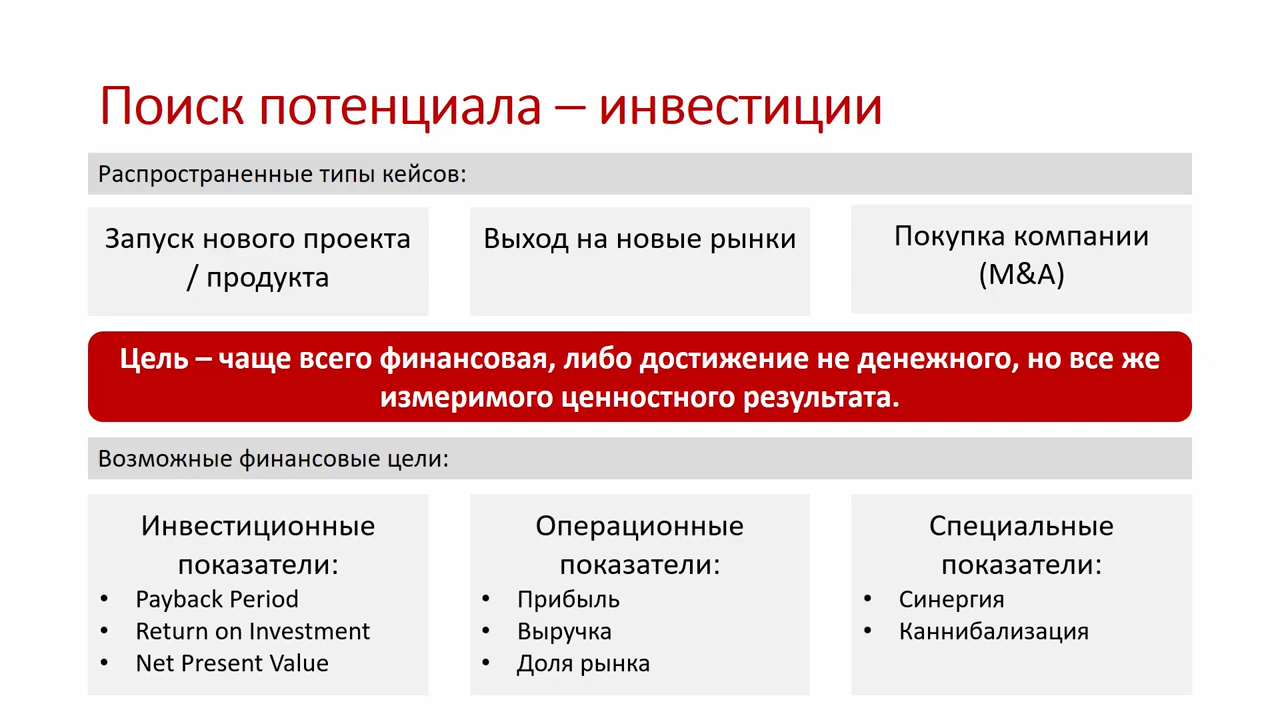 Поиск потенциала – инвестиции
Распространенные типы кейсов:
Запуск нового проекта
/ продукта
Выход на новые рынки
Покупка компании
(M&A)
Цель – чаще всего финансовая, либо достижение не денежного, но все же
измеримого ценностного результата.
Возможные финансовые цели:
Инвестиционные
показатели:
• Payback Period
• Return on Investment
• Net Present Value
Операционные
показатели:
• Прибыль
• Выручка
• Доля рынка
Специальные
показатели:
• Синергия
• Каннибализация